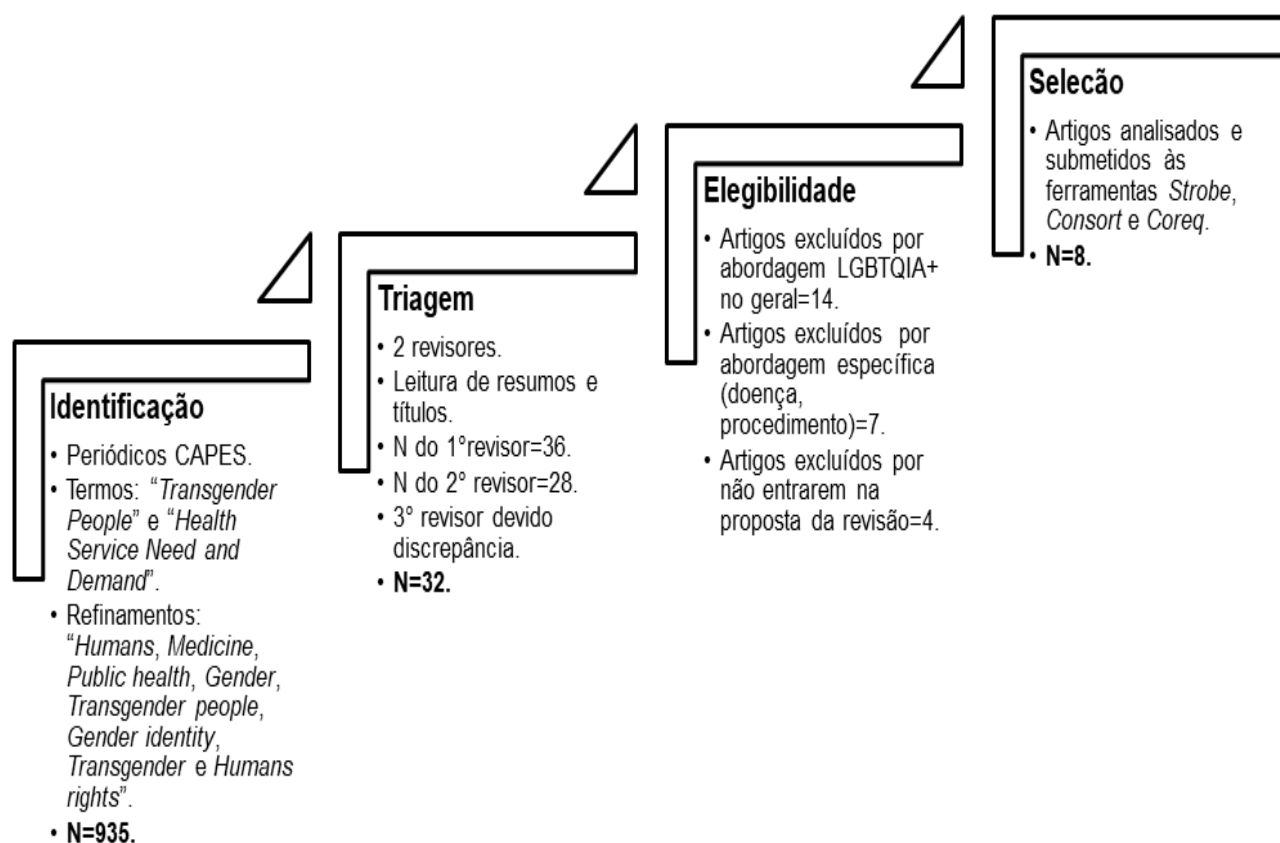 Identificação
• Periódicos CAPES.
• Termos: “Transgender
People” e “Health
Service Need and
Demand”.
• Refinamentos:
“Humans, Medicine,
Public health, Gender,
Transgender people,
Gender identity,
Transgender e Humans
rights”.
• N=935.
Triagem
• 2 revisores.
• Leitura de resumos e
títulos.
• N do 1°revisor=36.
• N do 2° revisor=28.
• 3° revisor devido
discrepância.
• N=32.
Elegibilidade
• Artigos excluídos por
abordagem LGBTQIA+
no geral=14.
• Artigos excluídos por
abordagem específica
(doença,
procedimento)=7.
• Artigos excluídos por
não entrarem na
proposta da revisão=4.
Selecão
• Artigos analisados e
submetidos às
ferramentas Strobe,
Consort e Coreq.
• N=8.